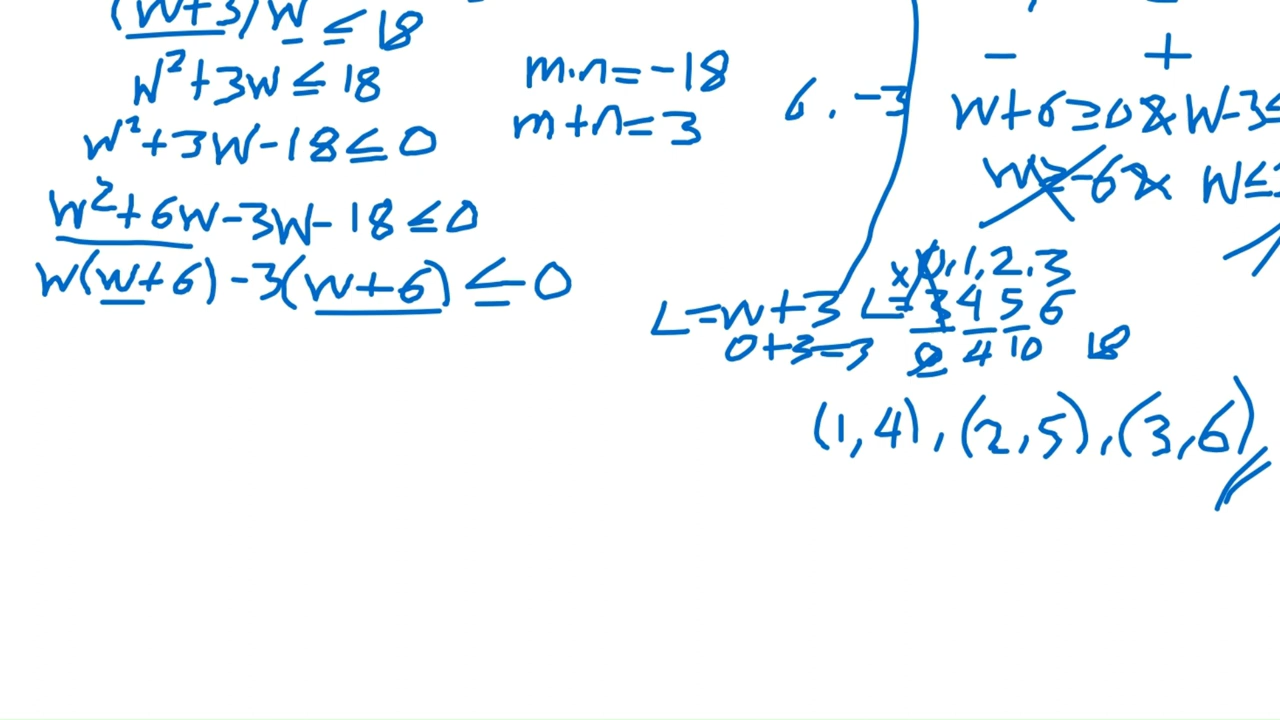 (W+3)W ≤ 18
W²+3W ≤ 18
W²+3W-18 ≤ 0
W²+6W-3W-18 ≤ 0
W(W+6)-3(W+6) ≤ 0
m.n=-18
m+n=3
6. -3
- +
W+6≥0 & W-3≤
W≥-6 & W≤
0,1,2,3
L=W+3 L= 3 4 5 6
0+3=3 0 4 10 18
(1,4),(2,5),(3,6)